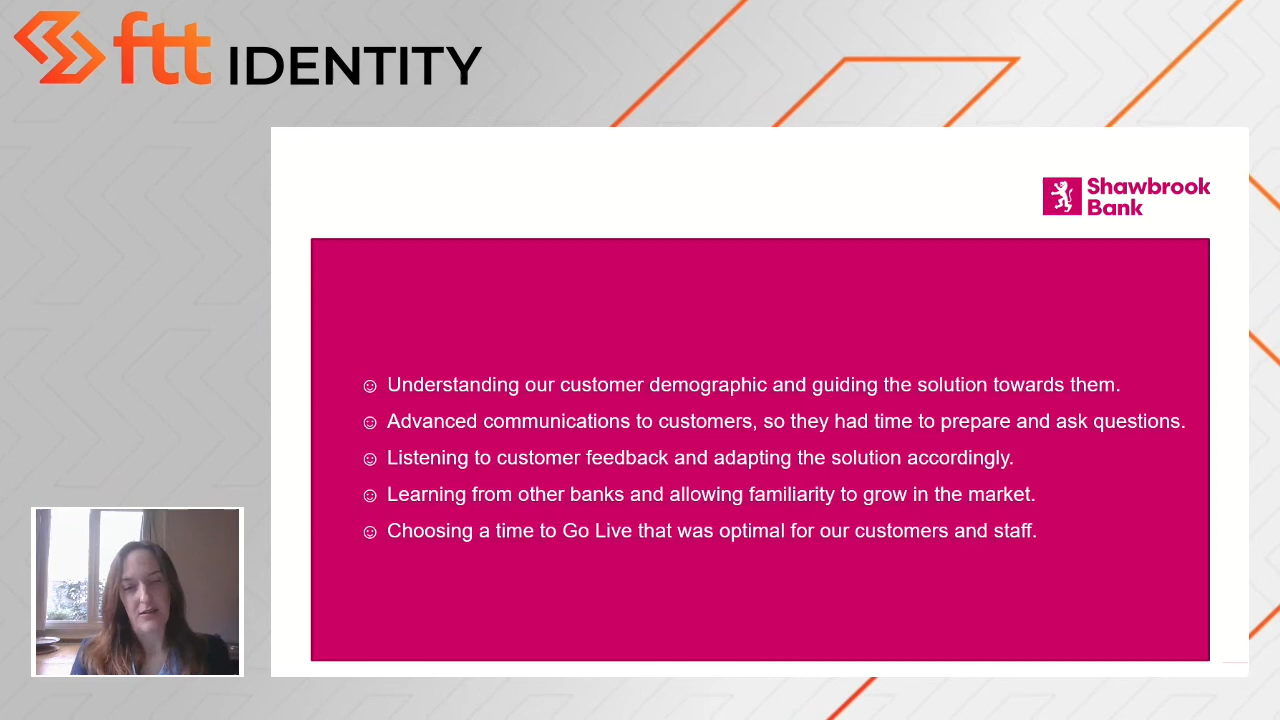 ftt IDENTITY
Shawbrook
Bank
☺ Understanding our customer demographic and guiding the solution towards them.
☺ Advanced communications to customers, so they had time to prepare and ask questions.
☺ Listening to customer feedback and adapting the solution accordingly.
☺ Learning from other banks and allowing familiarity to grow in the market.
☺ Choosing a time to Go Live that was optimal for our customers and staff.